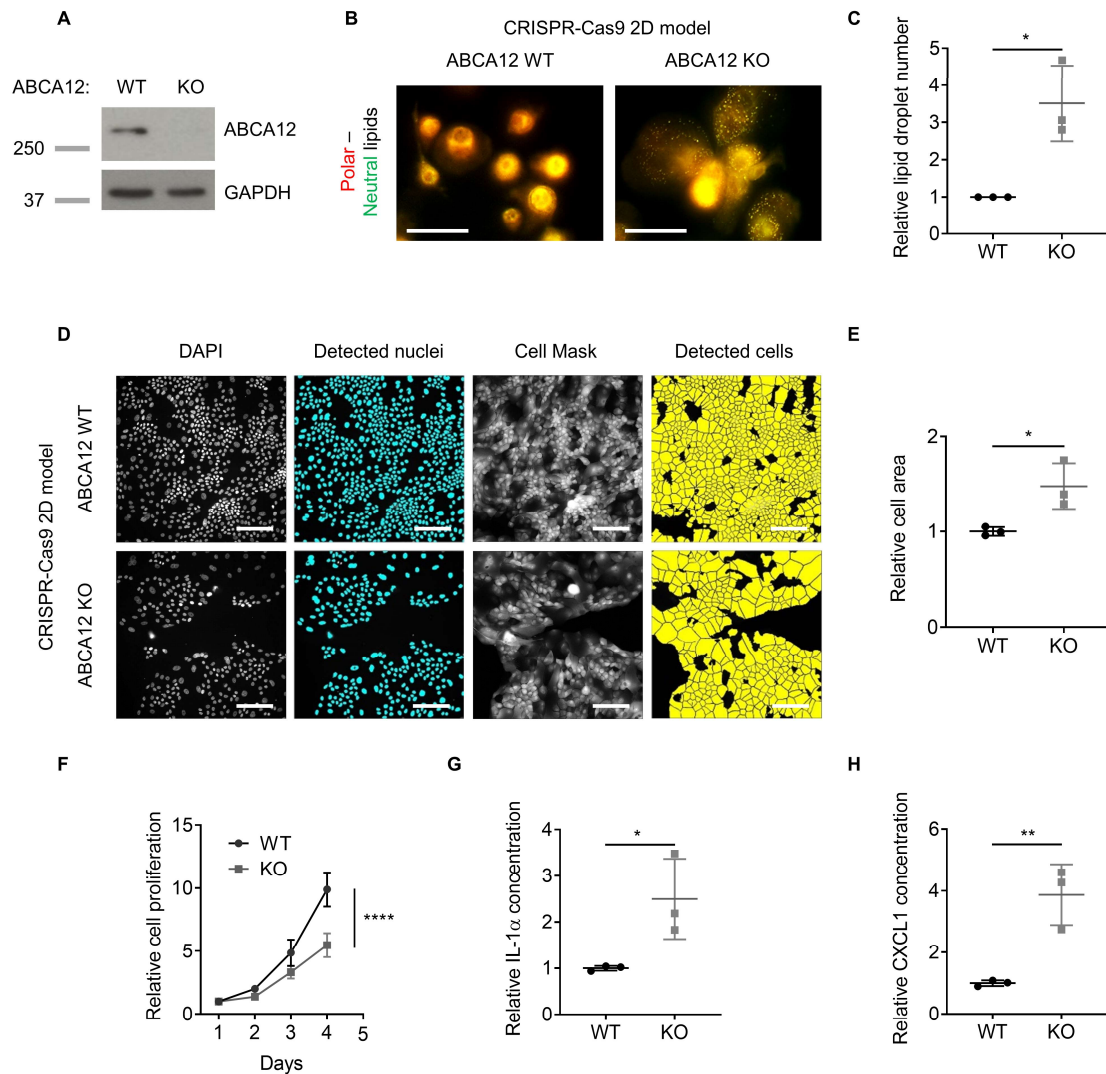 A
ABCA12: WT KO
250
ABCA12
37
GAPDH
B
CRISPR-Cas9 2D model
ABCA12 WT ABCA12 KO
Polar –
Neutral lipids
C
Relative lipid droplet number
5
4
3
2
1
0
*
WT KO
D
DAPI Detected nuclei Cell Mask Detected cells
CRISPR-Cas9 2D model
ABCA12 WT
ABCA12 KO
E
Relative cell area
2
1
0
*
WT KO
F
Relative cell proliferation
15
10
5
0
WT
KO
****
1 2 3 4 5
Days
G
Relative IL-1α concentration
4
3
2
1
0
*
WT KO
H
Relative CXCL1 concentration
6
4
2
0
**
WT KO